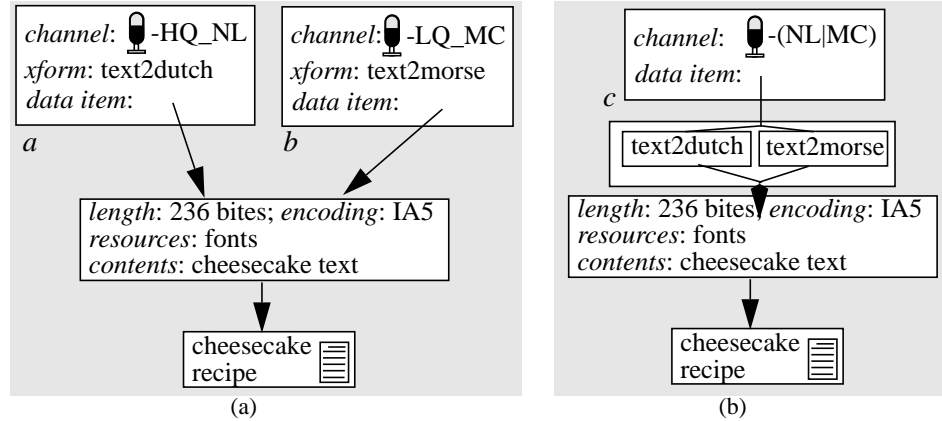 channel: -HQ_NL
xform: text2dutch
data item:
a
channel: -LQ_MC
xform: text2morse
data item:
b
length: 236 bites; encoding: IA5
resources: fonts
contents: cheesecake text
cheesecake
recipe
(a)
channel: -(NL|MC)
data item:
c
text2dutch text2morse
length: 236 bites; encoding: IA5
resources: fonts
contents: cheesecake text
cheesecake
recipe
(b)